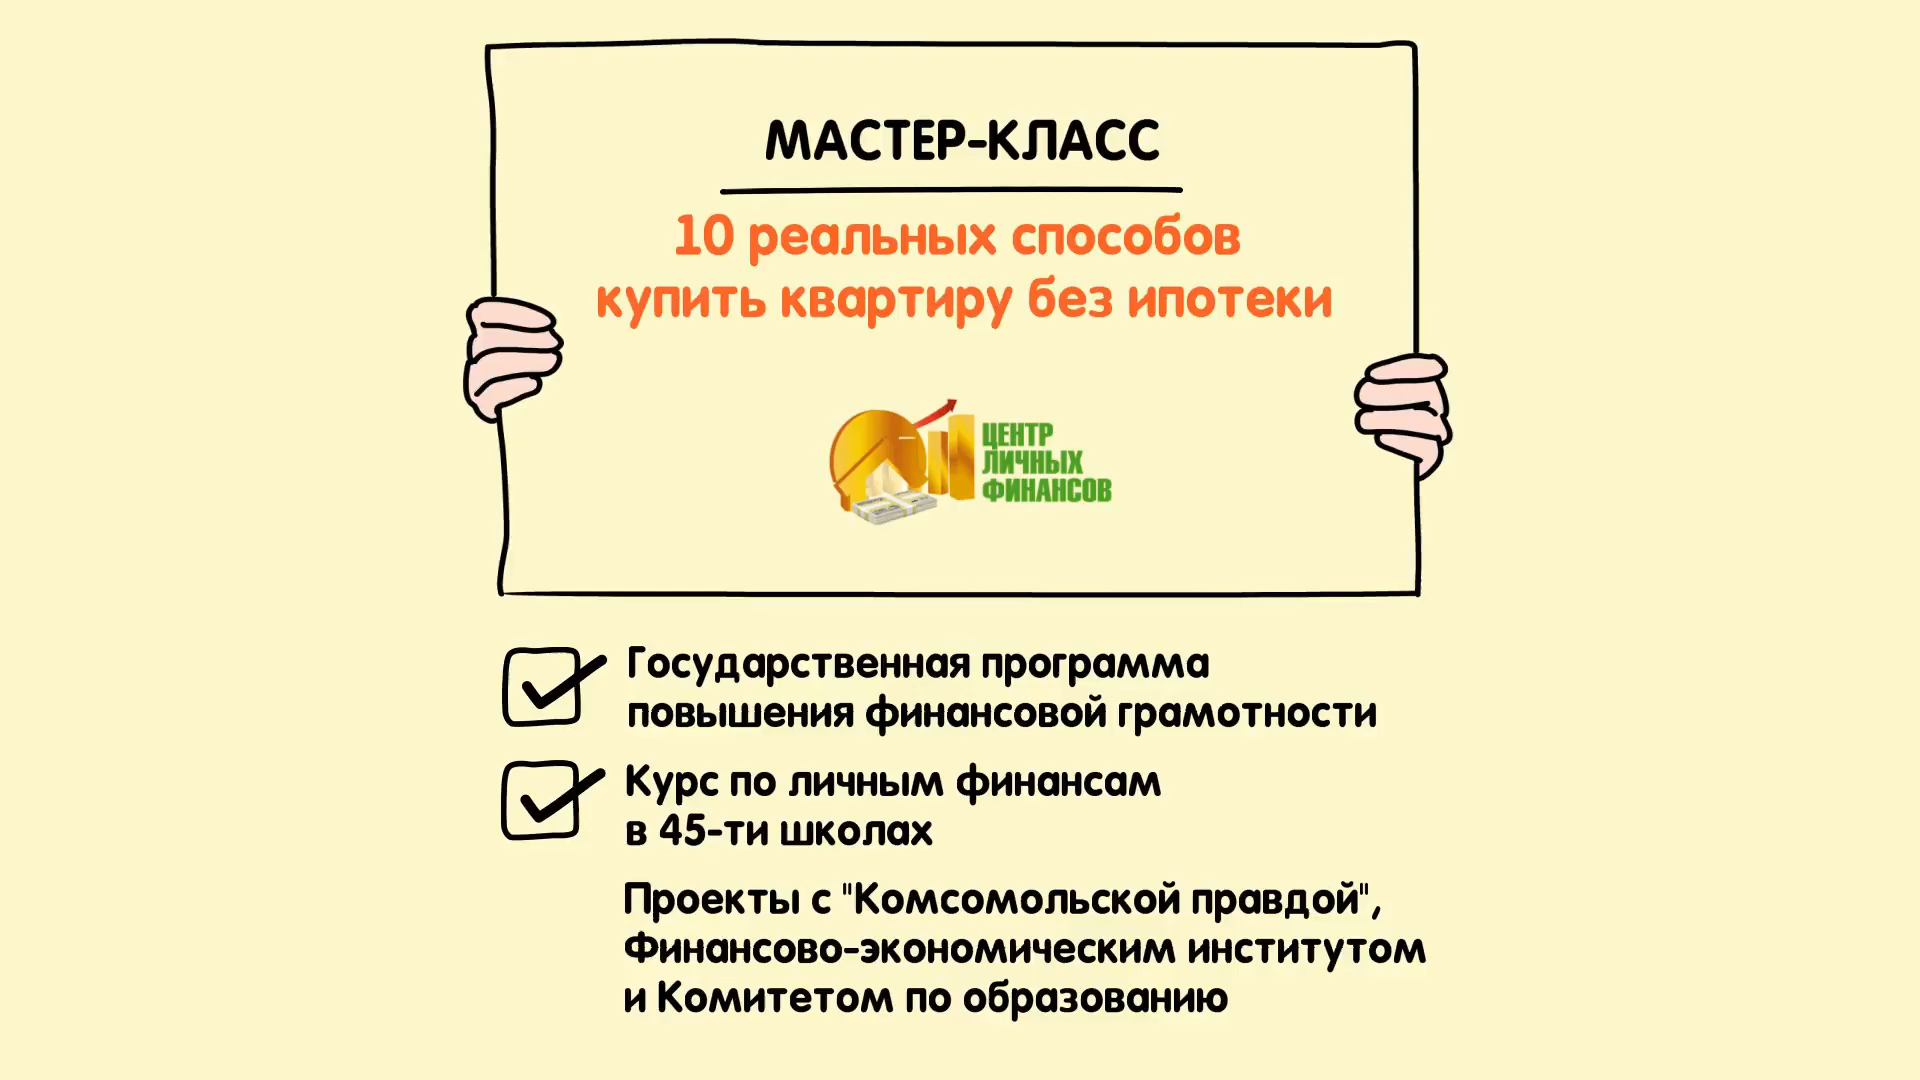 МАСТЕР-КЛАСС
10 реальных способов
купить квартиру без ипотеки
ЦЕНТР
ЛИЧНЫХ
ФИНАНСОВ
Государственная программа
повышения финансовой грамотности
Курс по личным финансам
в 45-ти школах
Проекты с "Комсомольской правдой",
Финансово-экономическим институтом
и Комитетом по образованию